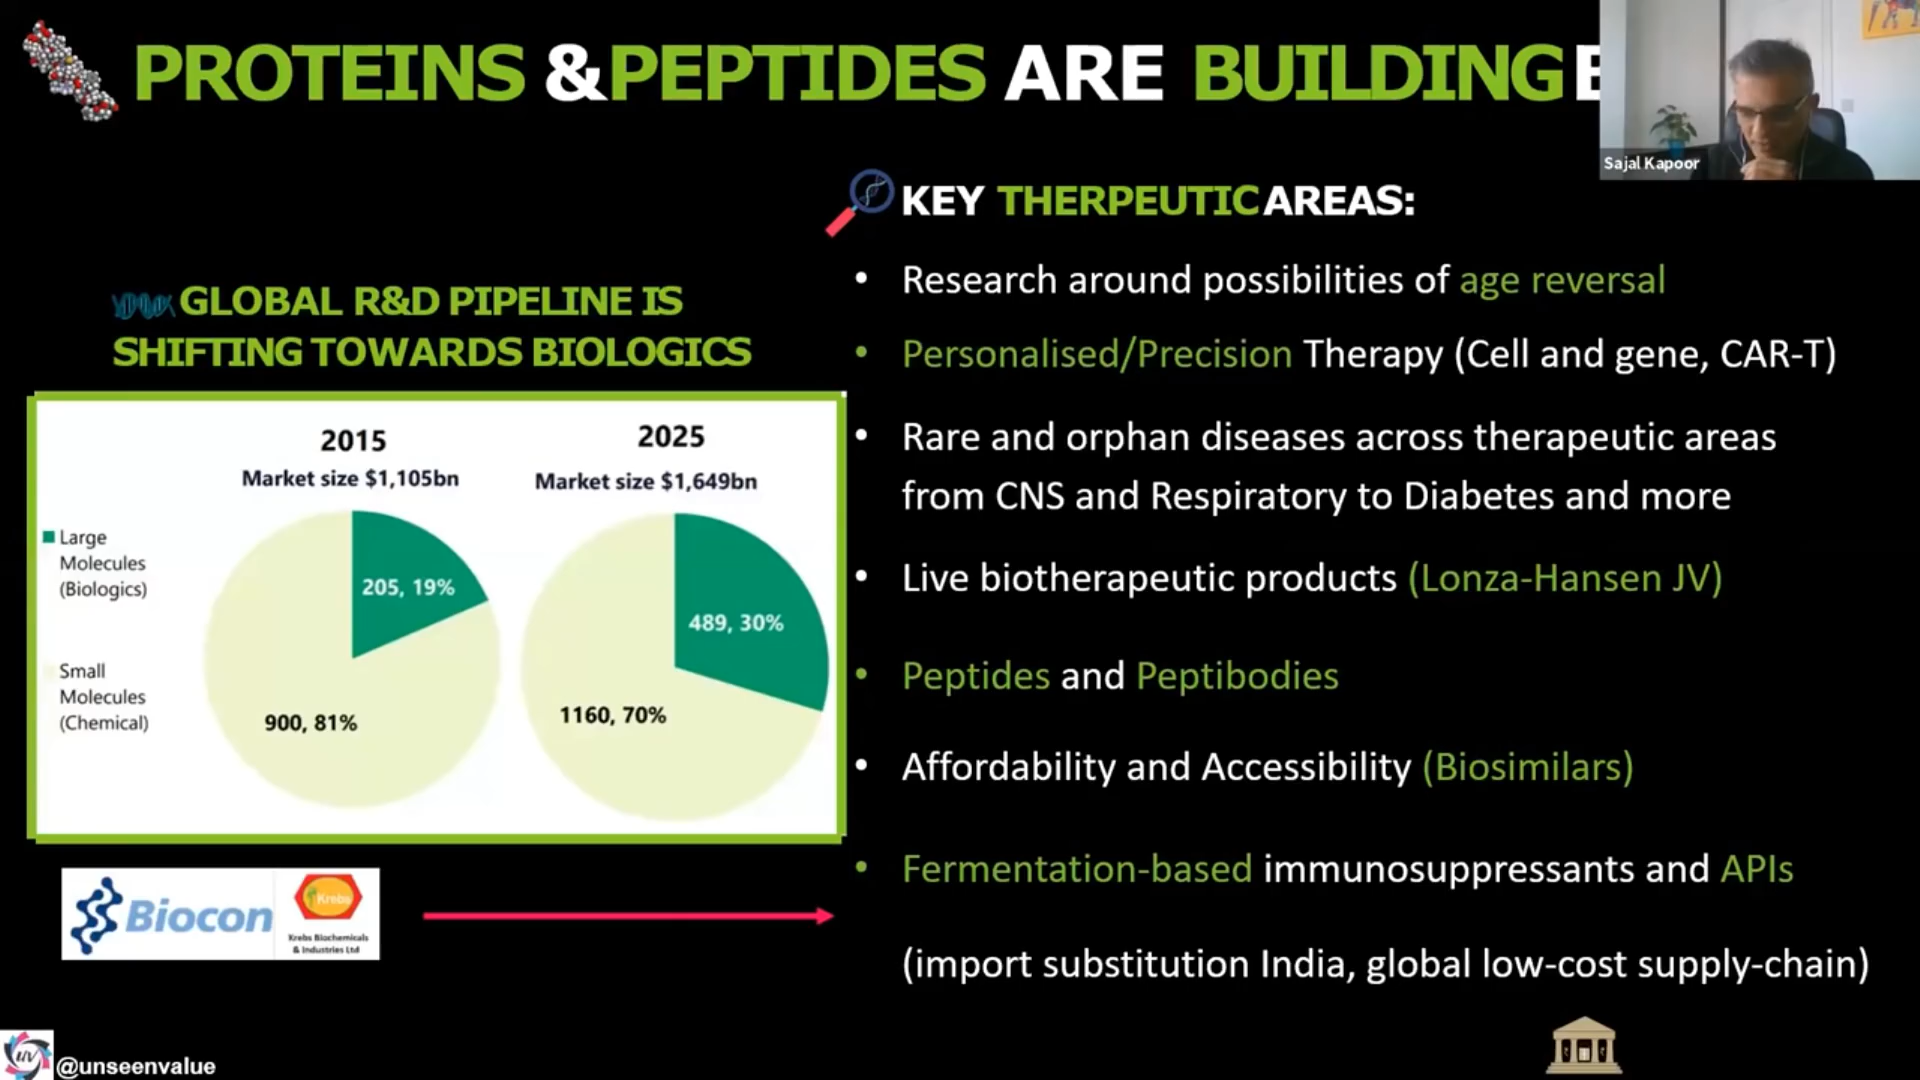 PROTEINS &PEPTIDES ARE BUILDING
Sajal Kapoor
KEY THERPEUTIC AREAS:
GLOBAL R&D PIPELINE IS
SHIFTING TOWARDS BIOLOGICS
2015
Market size $1,105bn
2025
Market size $1,649bn
Large
Molecules
(Biologics)
Small
Molecules
(Chemical)
205, 19%
900, 81%
489, 30%
1160, 70%
• Research around possibilities of age reversal
• Personalised/Precision Therapy (Cell and gene, CAR-T)
• Rare and orphan diseases across therapeutic areas
from CNS and Respiratory to Diabetes and more
• Live biotherapeutic products (Lonza-Hansen JV)
• Peptides and Peptibodies
• Affordability and Accessibility (Biosimilars)
• Fermentation-based immunosuppressants and APIs
(import substitution India, global low-cost supply-chain)
Biocon
Krebs
Krebs Biochemicals
& Industries Ltd
UV
@unseenvalue